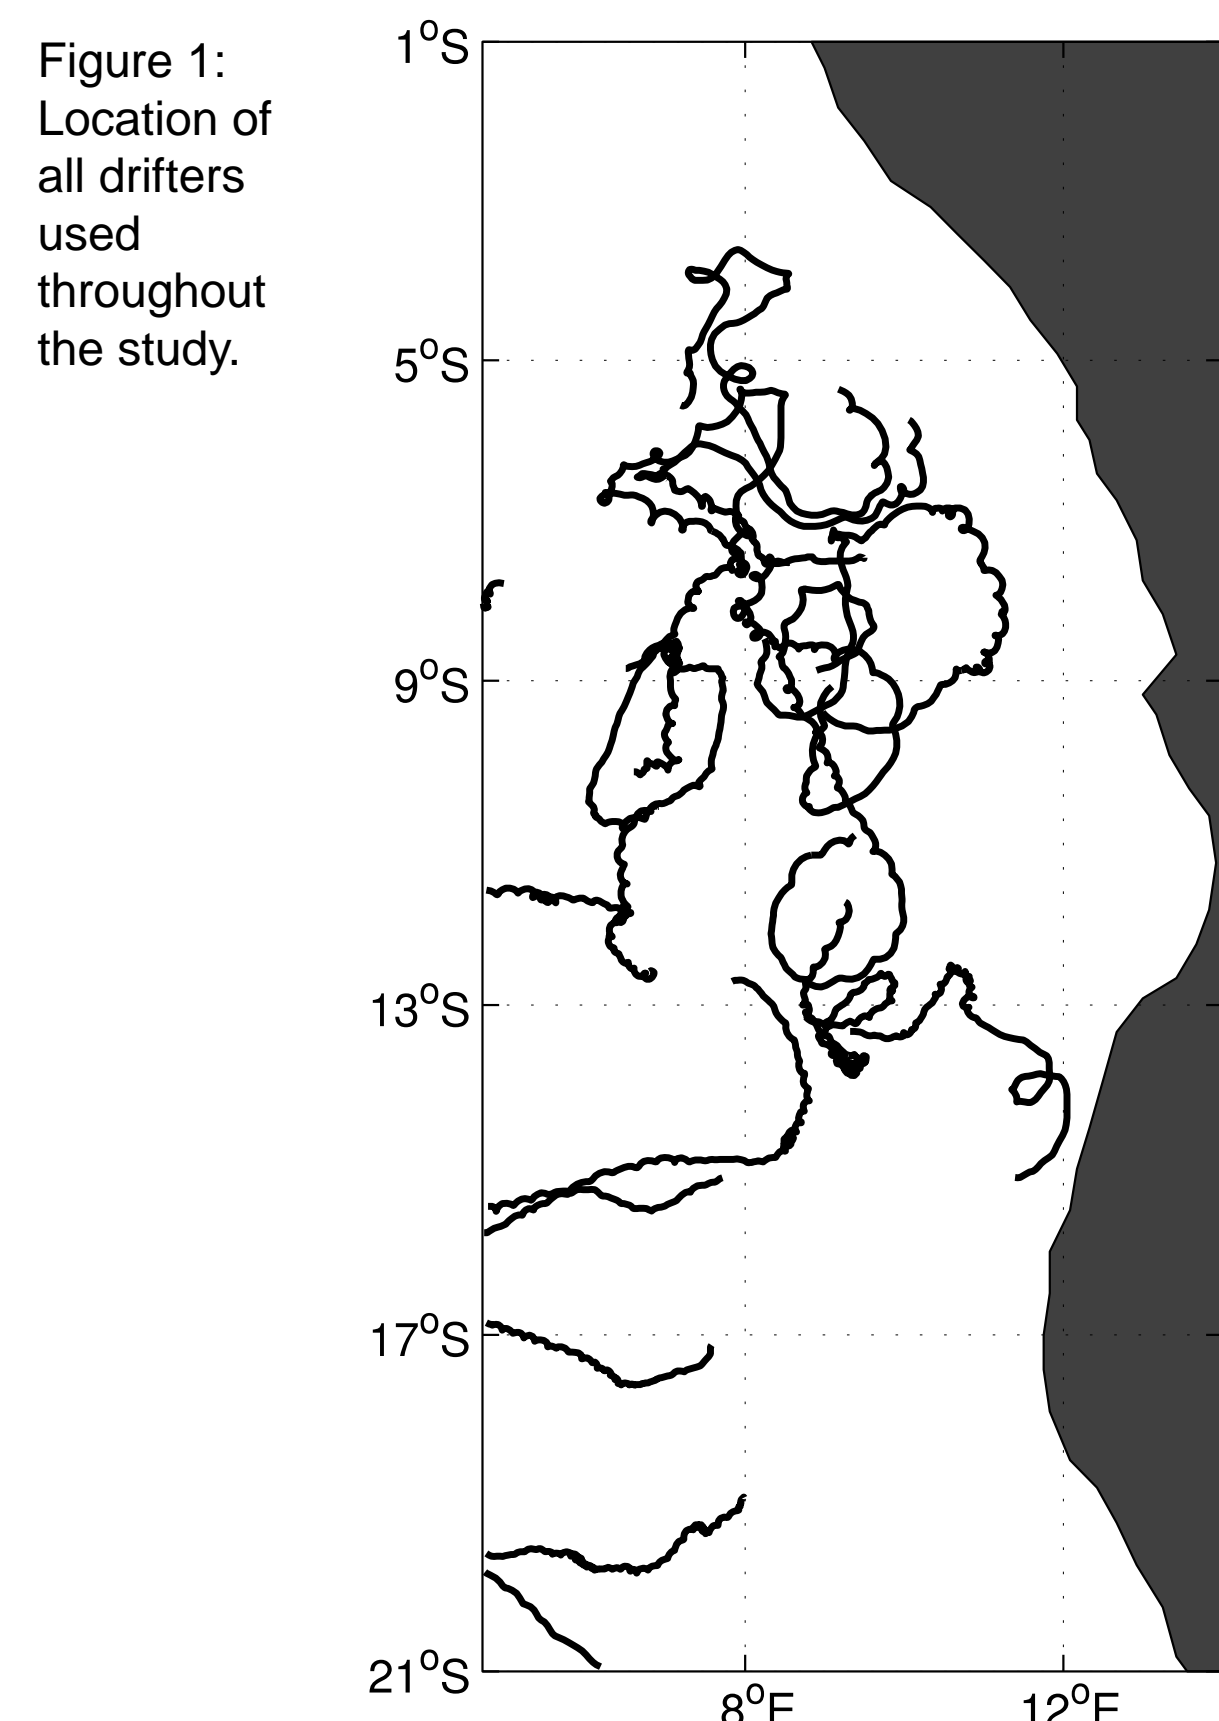 Figure 1:
Location of
all drifters
used
throughout
the study.
1°S
5°S
9°S
13°S
17°S
21°S
8°E
12°E